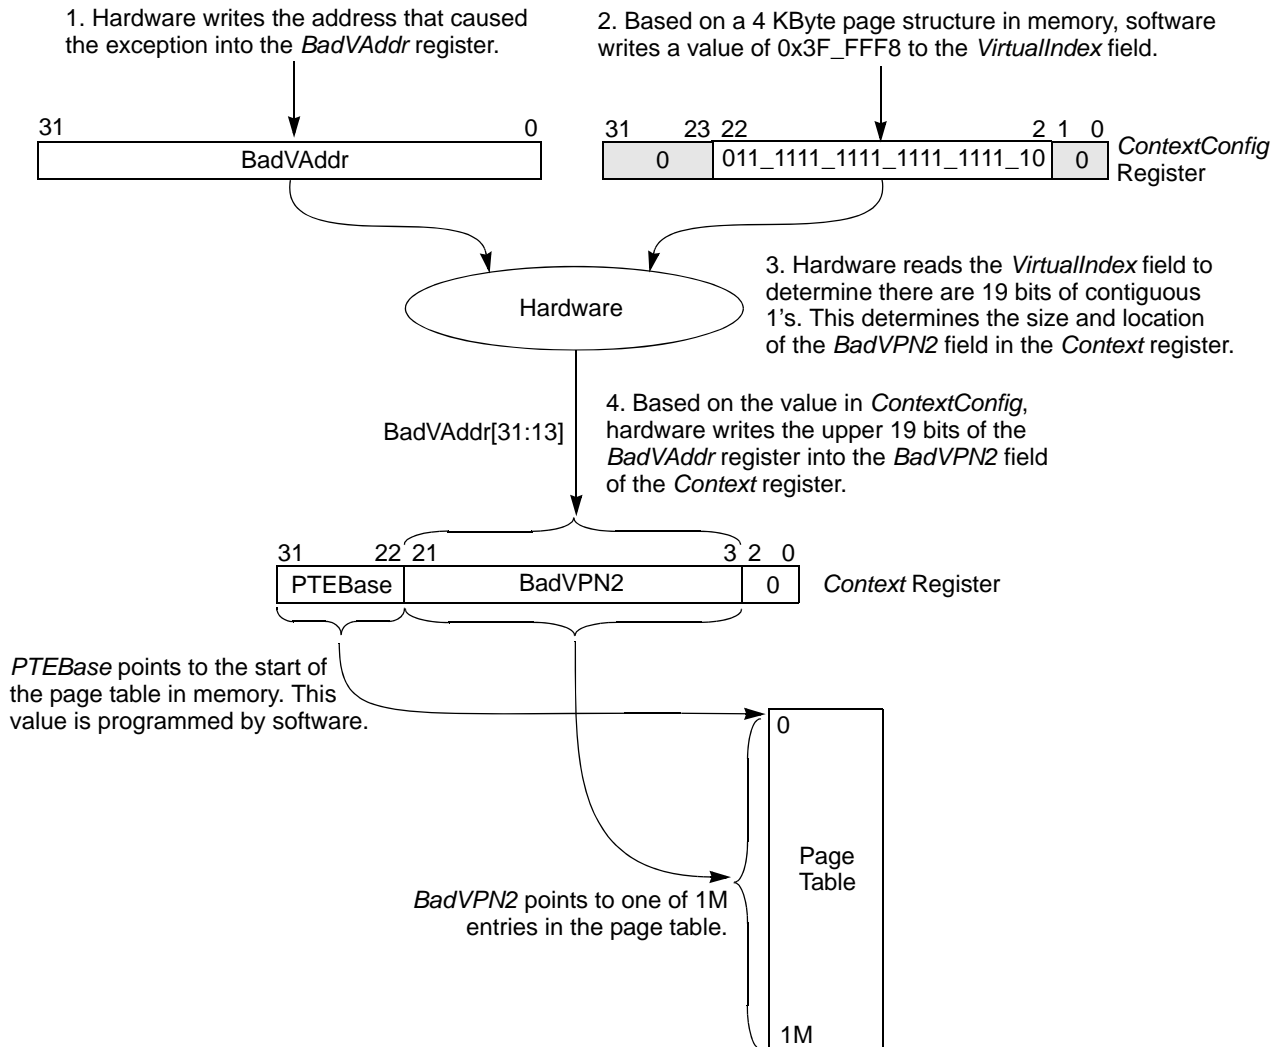 1. Hardware writes the address that caused
the exception into the BadVAddr register.
2. Based on a 4 KByte page structure in memory, software
writes a value of 0x3F_FFF8 to the VirtualIndex field.
31 0
BadVAddr
31 23 22 2 1 0
0 011_1111_1111_1111_1111_10 0
ContextConfig
Register
Hardware
3. Hardware reads the VirtualIndex field to
determine there are 19 bits of contiguous
1's. This determines the size and location
of the BadVPN2 field in the Context register.
BadVAddr[31:13]
4. Based on the value in ContextConfig,
hardware writes the upper 19 bits of the
BadVAddr register into the BadVPN2 field
of the Context register.
31 22 21 3 2 0
PTEBase BadVPN2 0 Context Register
PTEBase points to the start of
the page table in memory. This
value is programmed by software.
0
Page
Table
BadVPN2 points to one of 1M
entries in the page table.
1M